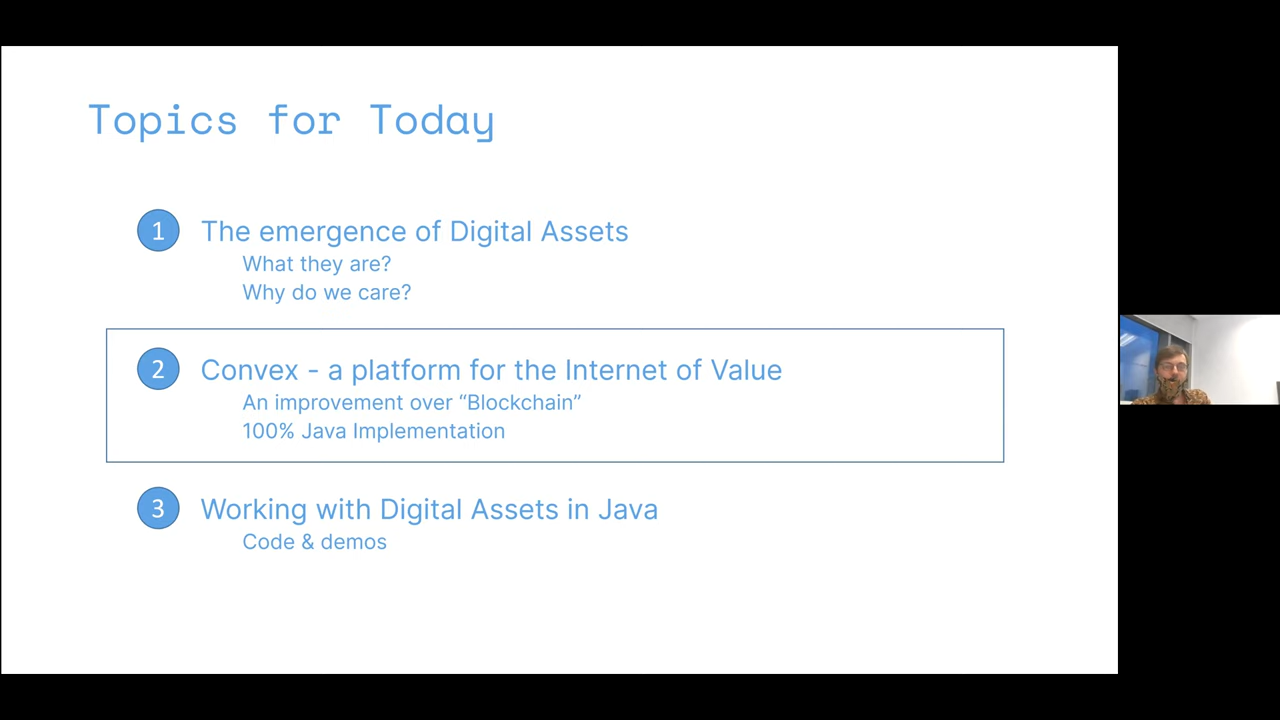 Topics for Today
1 The emergence of Digital Assets
What they are?
Why do we care?
2 Convex - a platform for the Internet of Value
An improvement over “Blockchain”
100% Java Implementation
3 Working with Digital Assets in Java
Code & demos